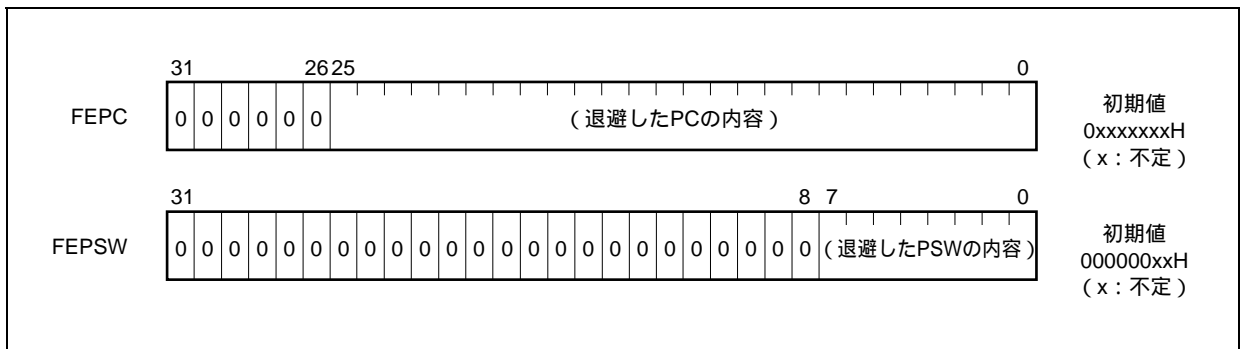 31 26 25 0
FEPC 0 0 0 0 0 0 (退避したPCの内容) 初期値
0xxxxxxxH
(x:不定)
31 8 7 0
FEPSW 0 0 0 0 0 0 0 0 0 0 0 0 0 0 0 0 0 0 0 0 0 0 0 0 (退避したPSWの内容) 初期値
000000xxH
(x:不定)